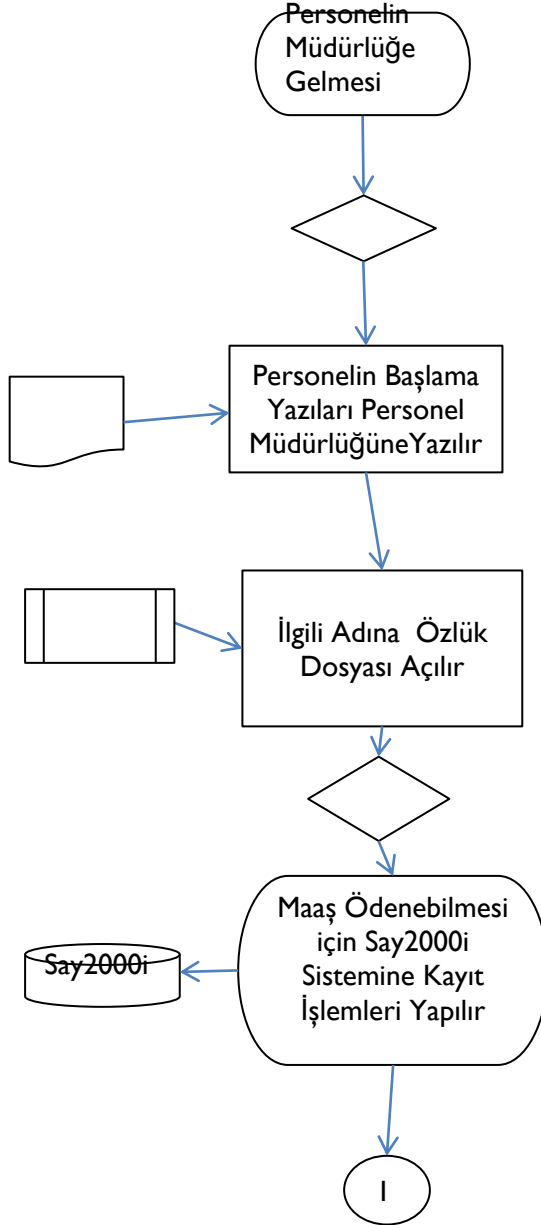 Personelin
Müdürlüğe
Gelmesi
Personelin Başlama
Yazıları Personel
MüdürlüğüneYazılır
İlgili Adına Özlük
Dosyası Açılır
Maaş Ödenebilmesi
için Say2000i
Sistemine Kayıt
İşlemleri Yapılır
Say2000i
I